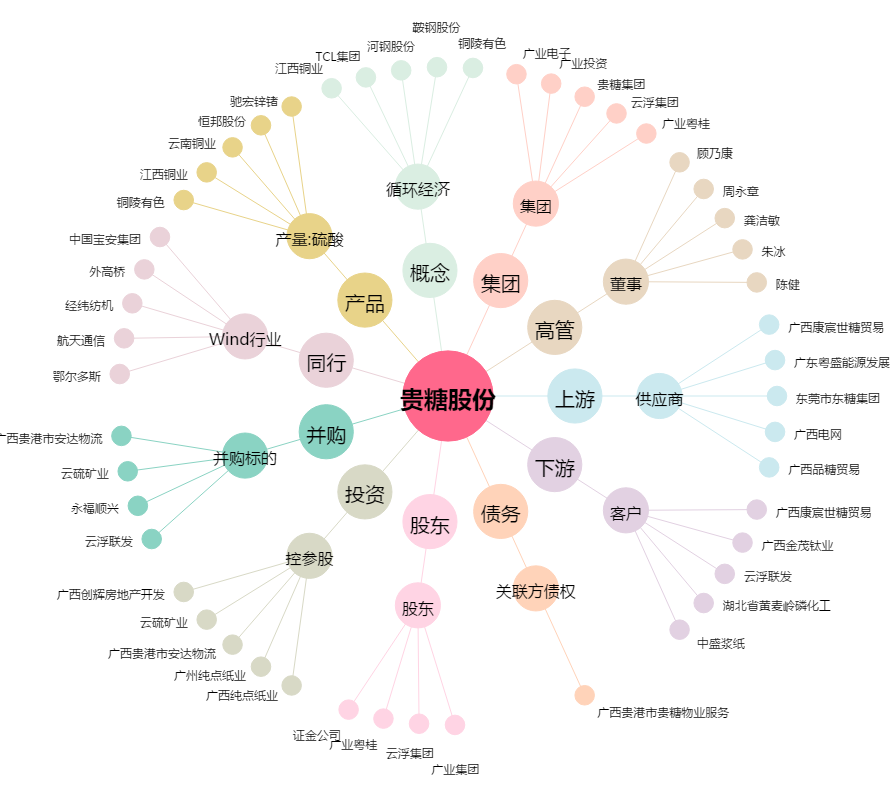 鞍钢股份
河钢股份
铜陵有色
TCL集团
江西铜业
广业电子
广业投资
贵糖集团
云浮集团
广业粤桂
驰宏锌锗
恒邦股份
云南铜业
江西铜业
铜陵有色
循环经济
集团
顾乃康
周永章
龚洁敏
朱冰
陈健
产量:硫酸
中国宝安集团
外高桥
经纬纺机
航天通信
鄂尔多斯
概念
集团
董事
产品
高管
Wind行业
同行
广西康宸世糖贸易
广东粤盛能源发展
东莞市东糖集团
广西电网
广西品糖贸易
贵糖股份
上游
供应商
并购
并购标的
广西贵港市安达物流
云硫矿业
永福顺兴
云浮联发
下游
客户
广西康宸世糖贸易
广西金茂钛业
云浮联发
湖北省黄麦岭磷化工
中盛浆纸
投资
股东
债务
控参股
股东
关联方债权
广西创辉房地产开发
云硫矿业
广西贵港市安达物流
广州纯点纸业
广西纯点纸业
证金公司
广业粤桂
云浮集团
广业集团
广西贵港市贵糖物业服务